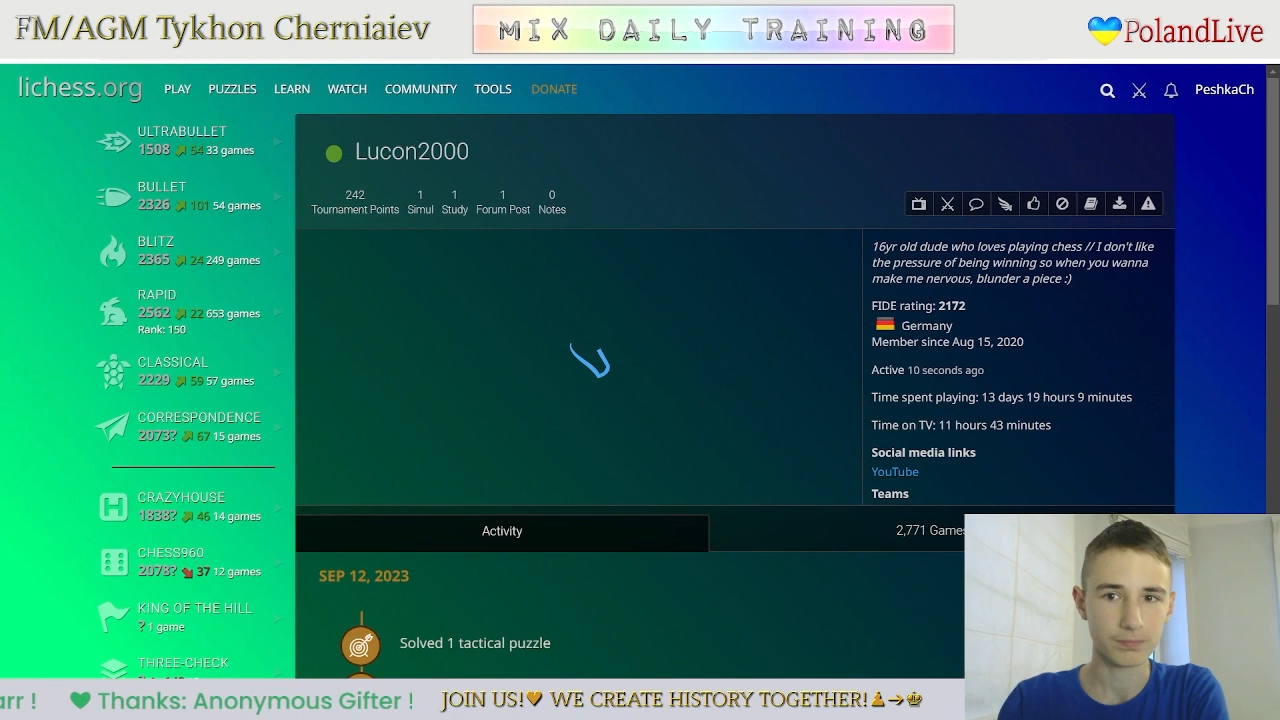 FM/AGM Tykhon Cherniaiev
MIX DAILY TRAINING
PolandLive
lichess.org PLAY PUZZLES LEARN WATCH COMMUNITY TOOLS DONATE
PeshkaCh
ULTRABULLET
1508 54 33 games
BULLET
2326 101 54 games
BLITZ
2365 24 249 games
RAPID
2562 22 653 games
Rank: 150
CLASSICAL
2229 59 57 games
CORRESPONDENCE
2073? 67 15 games
CRAZYHOUSE
1838? 46 14 games
CHESS960
2078? 37 12 games
KING OF THE HILL
? 1 game
THREE-CHECK
Lucon2000
242 1 1 1 0
Tournament Points Simul Study Forum Post Notes
16yr old dude who loves playing chess // I don't like
the pressure of being winning so when you wanna
make me nervous, blunder a piece :)
FIDE rating: 2172
Germany
Member since Aug 15, 2020
Active 10 seconds ago
Time spent playing: 13 days 19 hours 9 minutes
Time on TV: 11 hours 43 minutes
Social media links
YouTube
Teams
Activity
2,771 Games
SEP 12, 2023
Solved 1 tactical puzzle
arr ! Thanks: Anonymous Gifter !
JOIN US!🧡 WE CREATE HISTORY TOGETHER!♟→♚